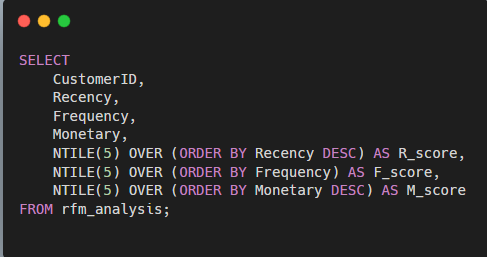 SELECT
    CustomerID,
    Recency,
    Frequency,
    Monetary,
    NTILE(5) OVER (ORDER BY Recency DESC) AS R_score,
    NTILE(5) OVER (ORDER BY Frequency) AS F_score,
    NTILE(5) OVER (ORDER BY Monetary DESC) AS M_score
FROM rfm_analysis;